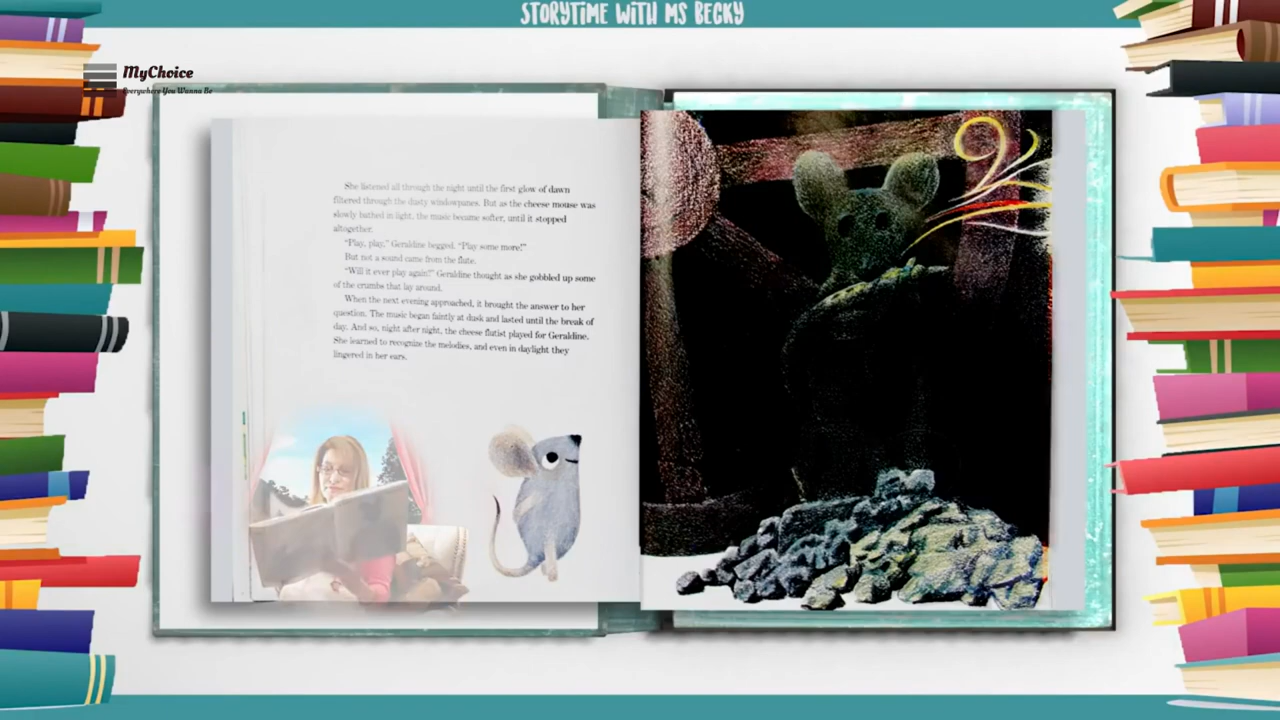 STORYTIME WITH MS BECKY
MyChoice
Everywhere You Wanna Be
She listened all through the night until the first glow of dawn
filtered through the dusty windowpanes. But as the cheese mouse was
slowly bathed in light, the music became softer, until it stopped
altogether.
"Play, play," Geraldine begged. "Play some more!"
But not a sound came from the flute.
"Will it ever play again?" Geraldine thought as she gobbled up some
of the crumbs that lay around.
When the next evening approached, it brought the answer to her
question. The music began faintly at dusk and lasted until the break of
day. And so, night after night, the cheese flutist played for Geraldine.
She learned to recognize the melodies, and even in daylight they
lingered in her ears.